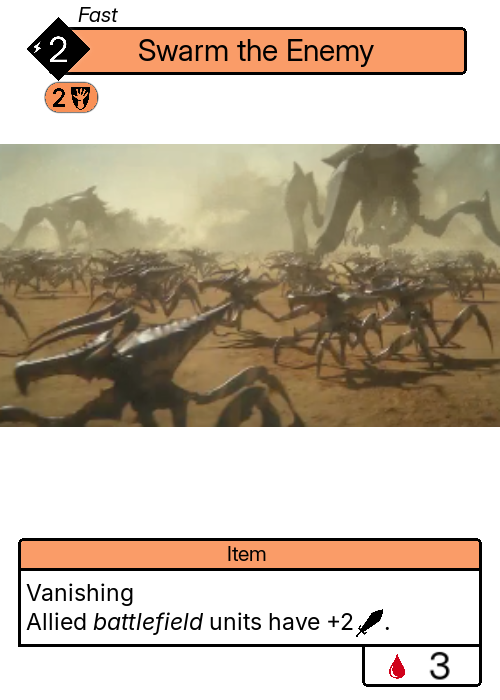 Fast
2
Swarm the Enemy
2
Item
Vanishing
Allied battlefield units have +2.
3